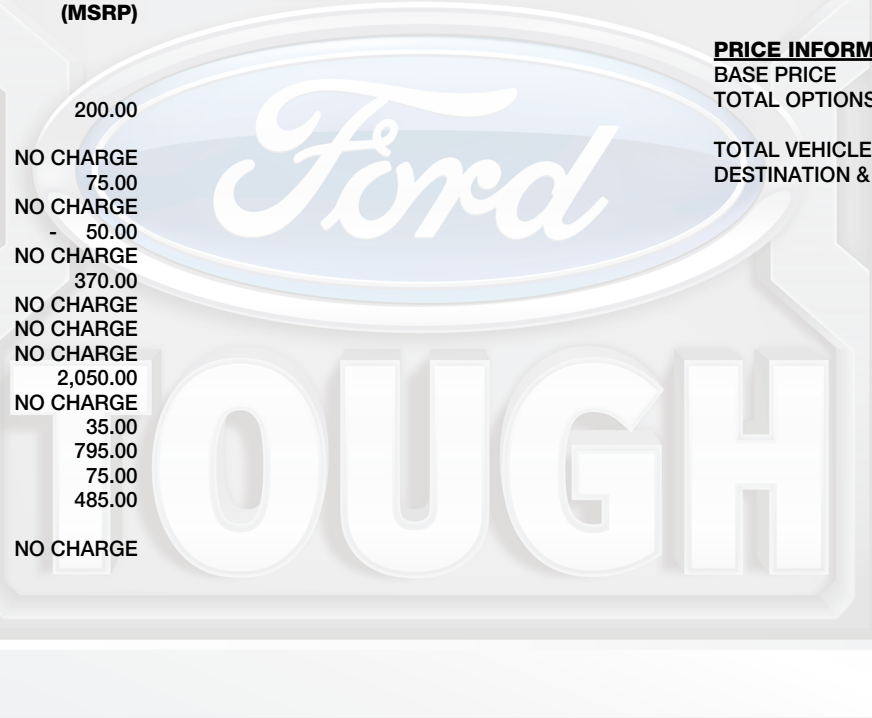 (MSRP)
200.00
NO CHARGE
75.00
NO CHARGE
- 50.00
NO CHARGE
370.00
NO CHARGE
NO CHARGE
NO CHARGE
2,050.00
NO CHARGE
35.00
795.00
75.00
485.00
NO CHARGE
PRICE INFORM
BASE PRICE
TOTAL OPTIONS
TOTAL VEHICLE
DESTINATION &
Ford
TOUGH